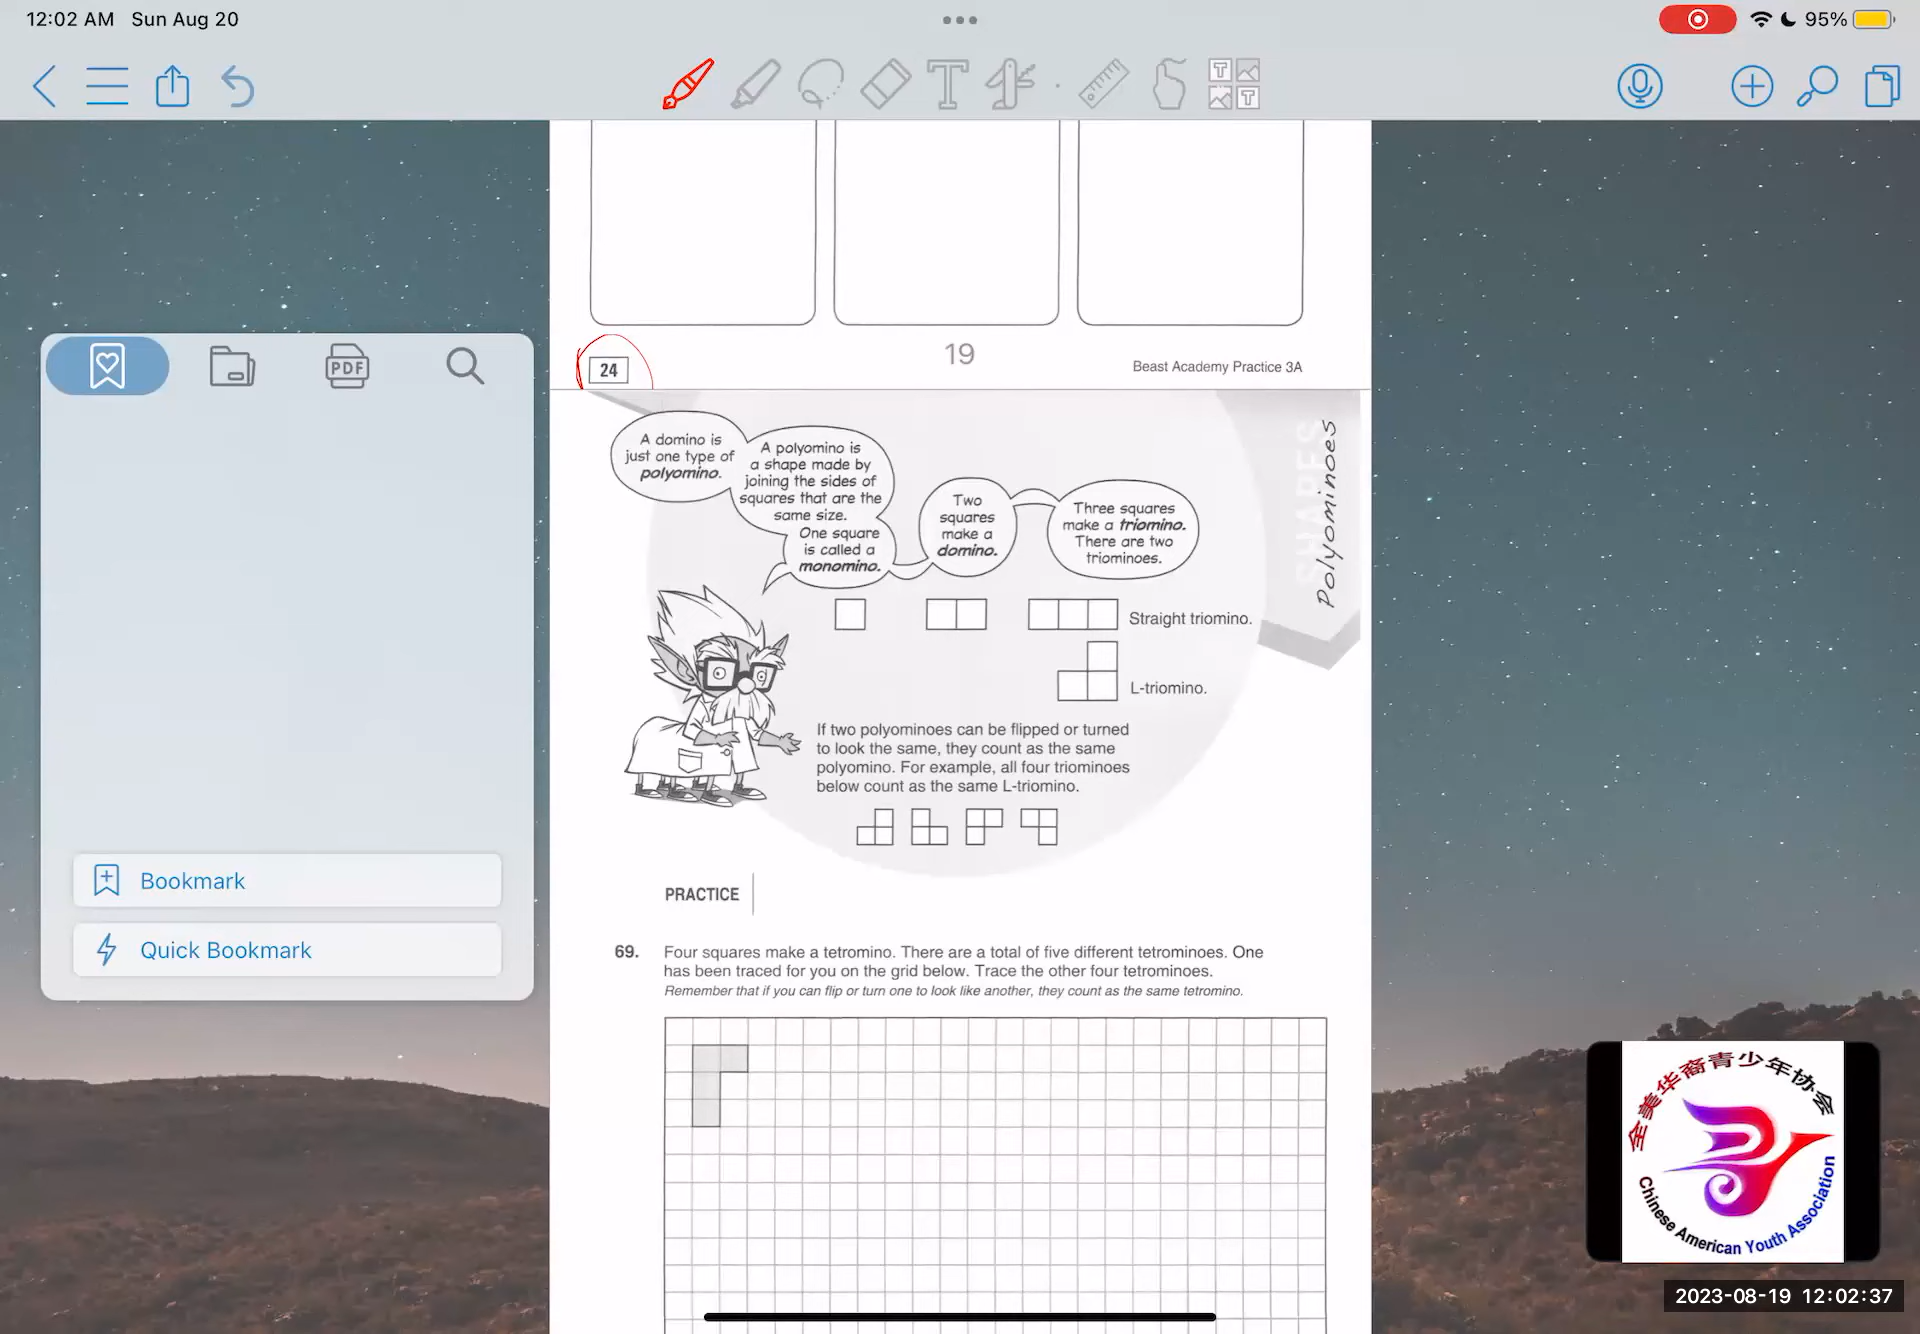 12:02 AM Sun Aug 20
95%
T
T
T
PDF
Bookmark
Quick Bookmark
24
19
Beast Academy Practice 3A
A domino is
just one type of
polyomino.
A polyomino is
a shape made by
joining the sides of
squares that are the
same size.
One square
is called a
monomino.
Two
squares
make a
domino.
Three squares
make a triomino.
There are two
triominoes.
SHAPES
Polyominoes
Straight triomino.
L-triomino.
If two polyominoes can be flipped or turned
to look the same, they count as the same
polyomino. For example, all four triominoes
below count as the same L-triomino.
PRACTICE
69. Four squares make a tetromino. There are a total of five different tetrominoes. One
has been traced for you on the grid below. Trace the other four tetrominoes.
Remember that if you can flip or turn one to look like another, they count as the same tetromino.
全美华裔青少年协会
Chinese American Youth Association
2023-08-19 12:02:37